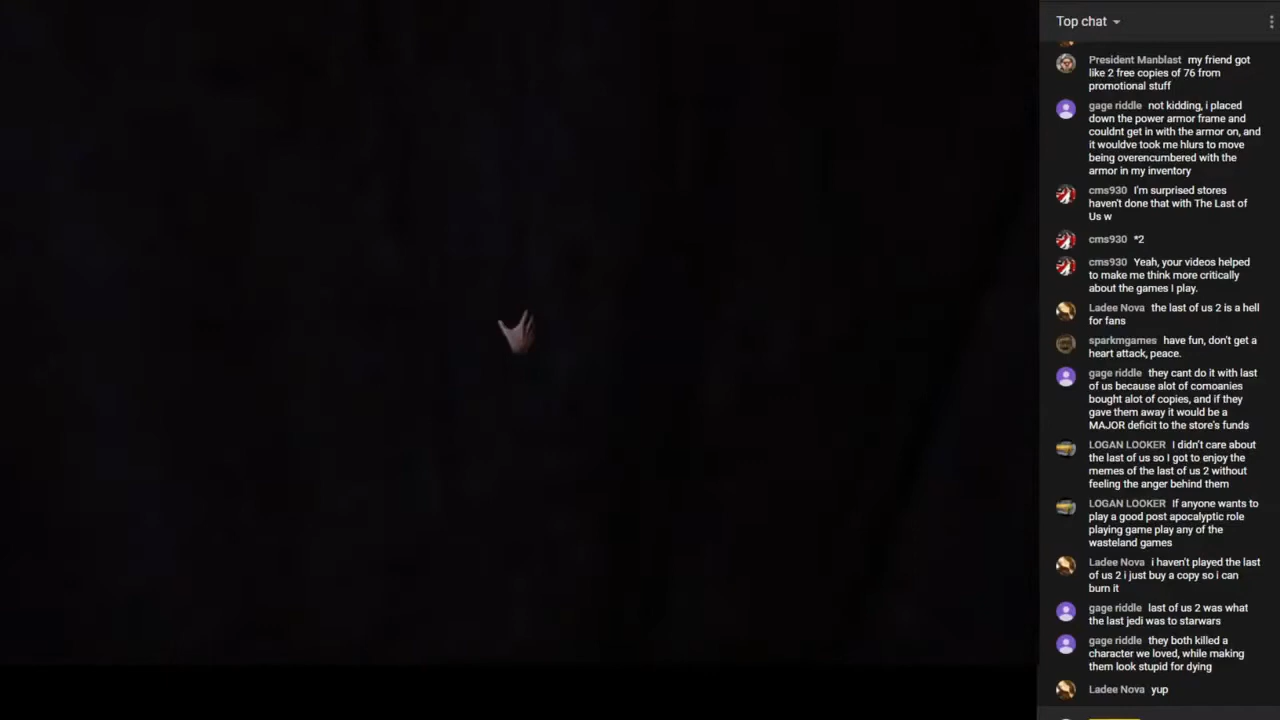 Top chat
President Manblast my friend got
like 2 free copies of 76 from
promotional stuff
gage riddle not kidding, i placed
down the power armor frame and
couldnt get in with the armor on, and
it wouldve took me hlurs to move
being overencumbered with the
armor in my inventory
cms930 I'm surprised stores
haven't done that with The Last of
Us w
cms930 *2
cms930 Yeah, your videos helped
to make me think more critically
about the games I play.
Ladee Nova the last of us 2 is a hell
for fans
sparkmgames have fun, don't get a
heart attack, peace.
gage riddle they cant do it with last
of us because alot of comoanies
bought alot of copies, and if they
gave them away it would be a
MAJOR deficit to the store's funds
LOGAN LOOKER I didn't care about
the last of us so I got to enjoy the
memes of the last of us 2 without
feeling the anger behind them
LOGAN LOOKER If anyone wants to
play a good post apocalyptic role
playing game play any of the
wasteland games
Ladee Nova i haven't played the last
of us 2 i just buy a copy so i can
burn it
gage riddle last of us 2 was what
the last jedi was to starwars
gage riddle they both killed a
character we loved, while making
them look stupid for dying
Ladee Nova yup